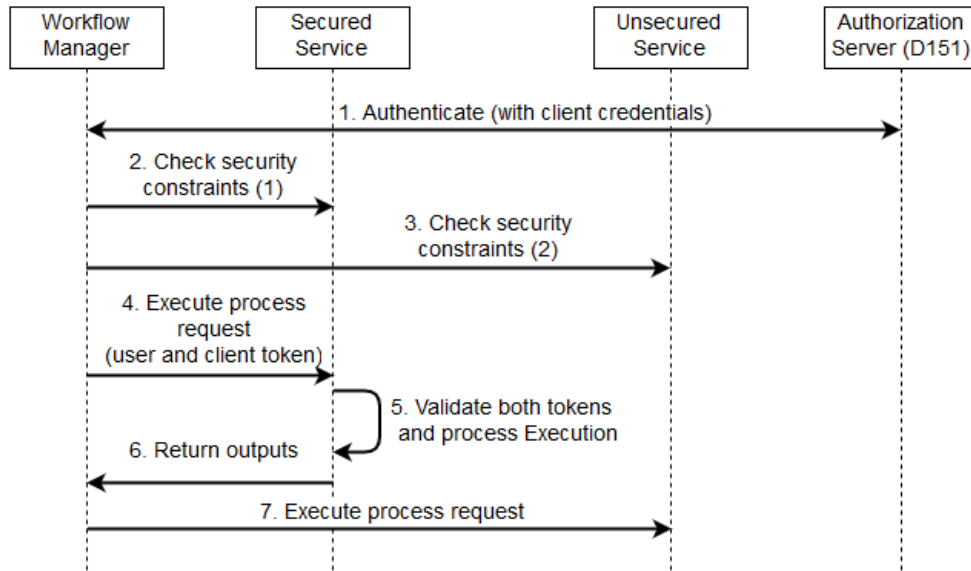 Workflow
Manager
Secured
Service
Unsecured
Service
Authorization
Server (D151)
1. Authenticate (with client credentials)
2. Check security
constraints (1)
3. Check security
constraints (2)
4. Execute process
request
(user and client token)
5. Validate both tokens
and process Execution
6. Return outputs
7. Execute process request